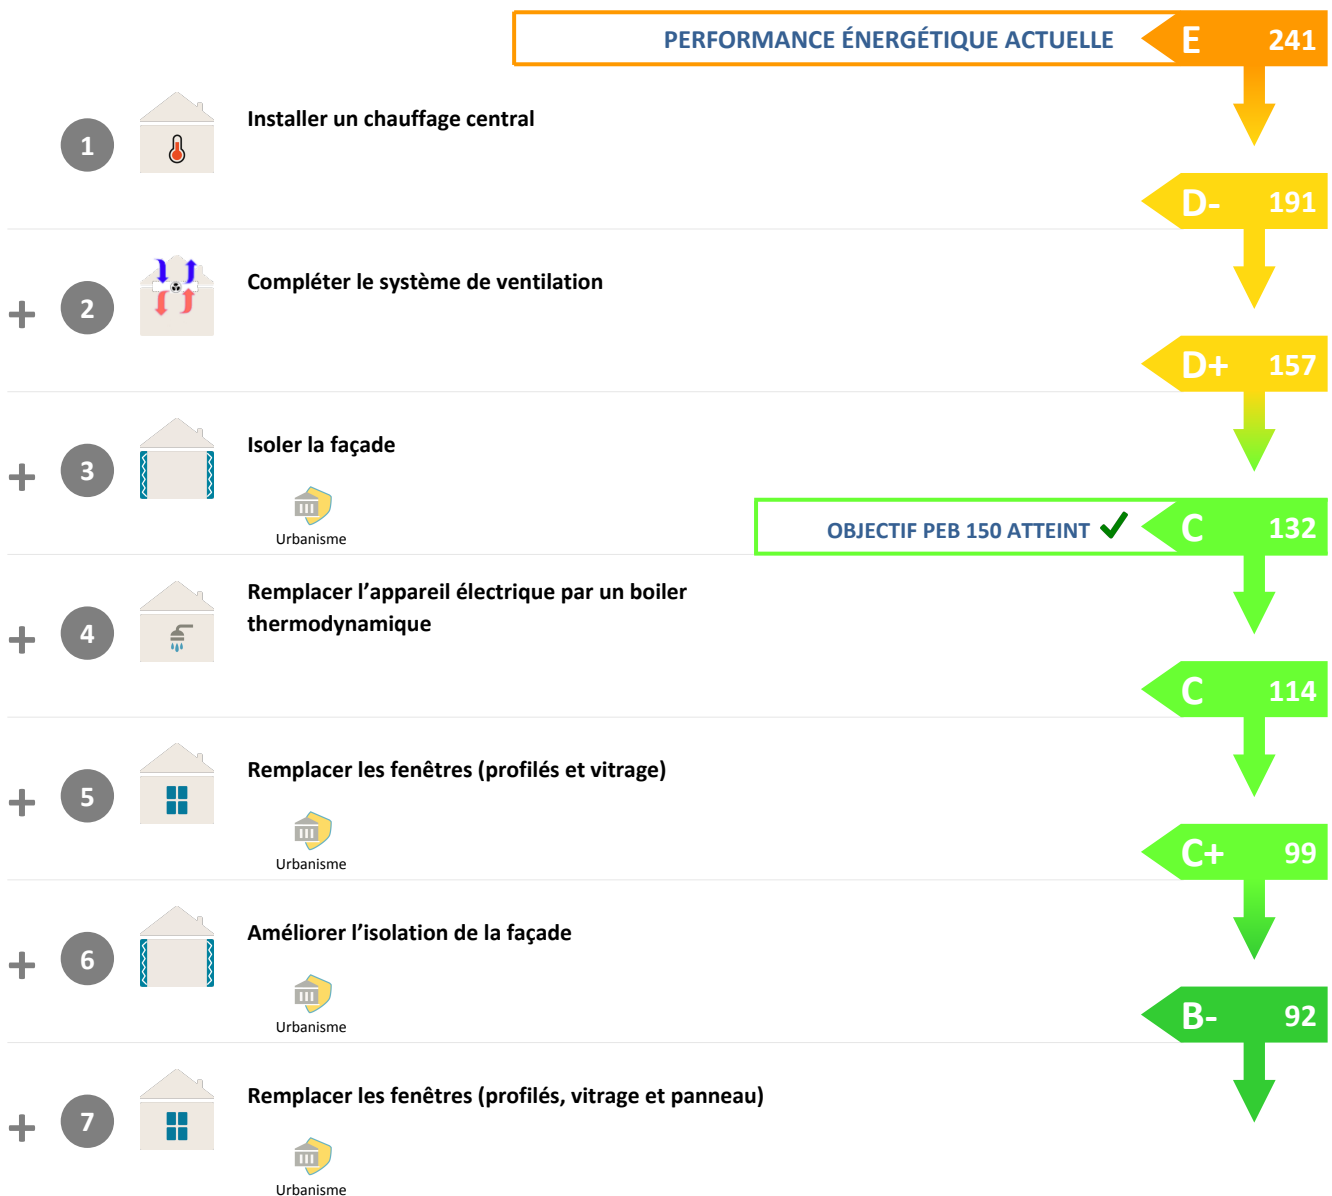 PERFORMANCE ÉNERGÉTIQUE ACTUELLE E 241
1 Installer un chauffage central
D- 191
+ 2 Compléter le système de ventilation
D+ 157
+ 3 Isoler la façade
Urbanisme
OBJECTIF PEB 150 ATTEINT ✓ C 132
+ 4 Remplacer l’appareil électrique par un boiler
thermodynamique
C 114
+ 5 Remplacer les fenêtres (profilés et vitrage)
Urbanisme
C+ 99
+ 6 Améliorer l’isolation de la façade
Urbanisme
B- 92
+ 7 Remplacer les fenêtres (profilés, vitrage et panneau)
Urbanisme